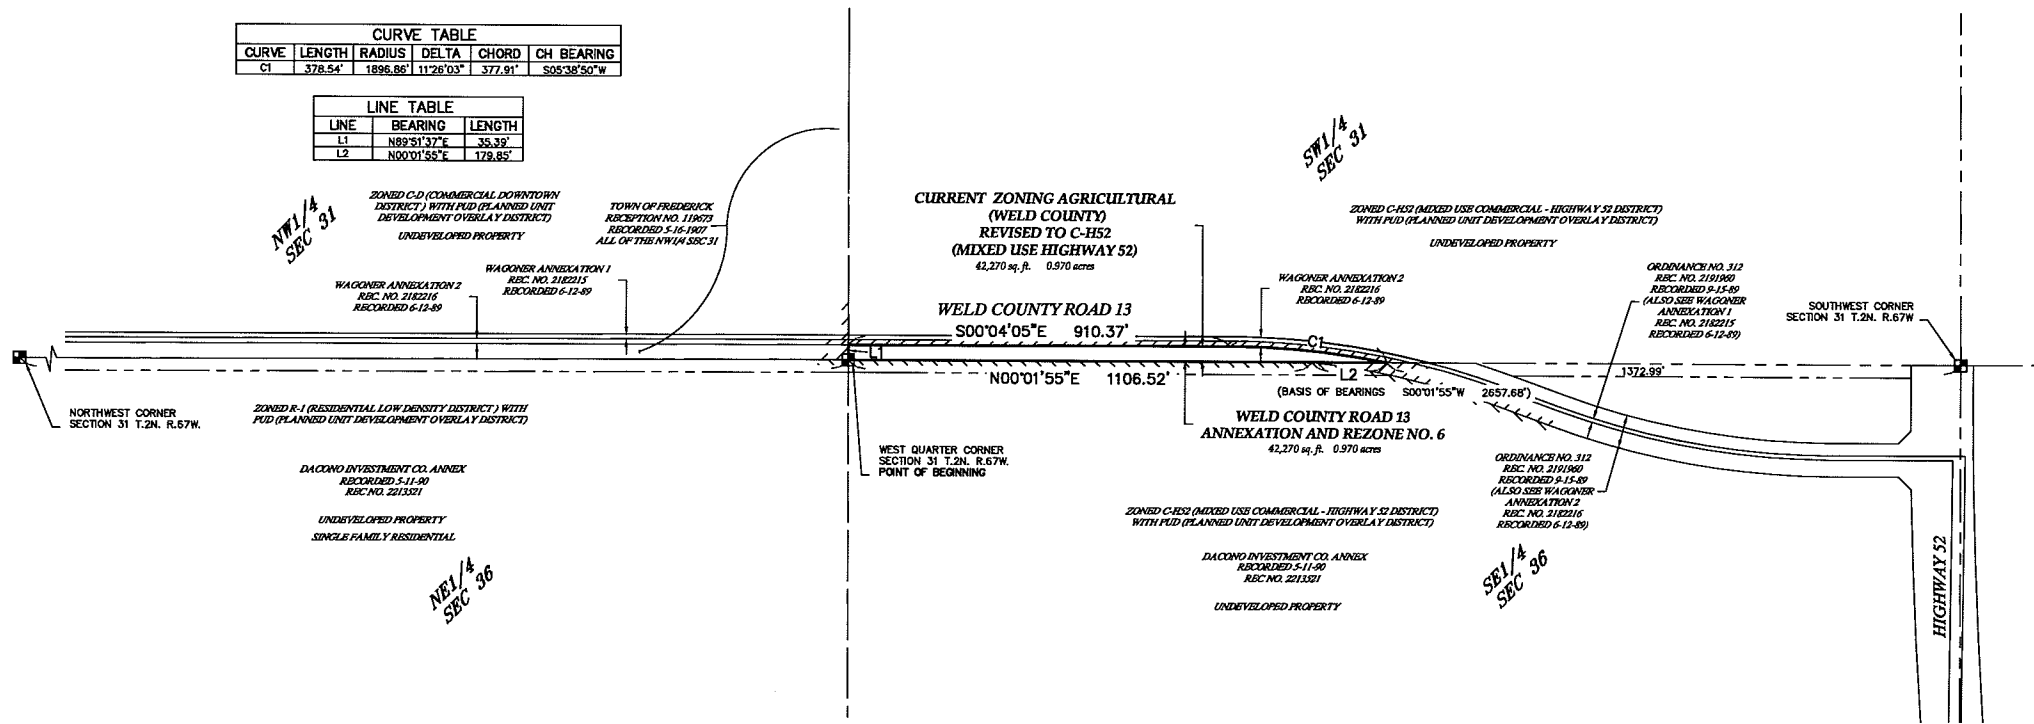 CURVE TABLE
CURVE LENGTH RADIUS DELTA CHORD CH BEARING
C1 378.54' 1896.86' 11°26'03" 377.91' S05°38'50"W
LINE TABLE
LINE BEARING LENGTH
L1 N89°51'37"E 35.39'
L2 N00°01'55"E 179.85'
NW1/4
SEC 31
ZONED C-D (COMMERCIAL DOWNTOWN
DISTRICT) WITH PUD (PLANNED UNIT
DEVELOPMENT OVERLAY DISTRICT)
UNDEVELOPED PROPERTY
TOWN OF FREDERICK
RECEPTION NO. 119673
RECORDED 5-16-1907
ALL OF THE NW1/4 SEC 31
WAGONER ANNEXATION 2
REC. NO. 2182216
RECORDED 6-12-89
WAGONER ANNEXATION 1
REC. NO. 2182215
RECORDED 6-12-89
CURRENT ZONING AGRICULTURAL
(WELD COUNTY)
REVISED TO C-H52
(MIXED USE HIGHWAY 52)
42,270 sq. ft. 0.970 acres
SW1/4
SEC 31
ZONED C-H52 (MIXED USE COMMERCIAL - HIGHWAY 52 DISTRICT)
WITH PUD (PLANNED UNIT DEVELOPMENT OVERLAY DISTRICT)
UNDEVELOPED PROPERTY
WAGONER ANNEXATION 2
REC. NO. 2182216
RECORDED 6-12-89
ORDINANCE NO. 312
REC. NO. 2191960
RECORDED 9-15-89
(ALSO SEE WAGONER
ANNEXATION 1
REC. NO. 2182215
RECORDED 6-12-89)
SOUTHWEST CORNER
SECTION 31 T.2N. R.67W
WELD COUNTY ROAD 13
S00°04'05"E 910.37'
C1
L1
N00°01'55"E 1106.52'
L2
(BASIS OF BEARINGS S00°01'55"W 2657.68')
1372.99'
NORTHWEST CORNER
SECTION 31 T.2N. R.67W.
ZONED R-1 (RESIDENTIAL LOW DENSITY DISTRICT) WITH
PUD (PLANNED UNIT DEVELOPMENT OVERLAY DISTRICT)
WELD COUNTY ROAD 13
ANNEXATION AND REZONE NO. 6
42,270 sq. ft. 0.970 acres
WEST QUARTER CORNER
SECTION 31 T.2N. R.67W.
POINT OF BEGINNING
DACONO INVESTMENT CO. ANNEX
RECORDED 5-11-90
REC NO. 2213521
UNDEVELOPED PROPERTY
SINGLE FAMILY RESIDENTIAL
NE1/4
SEC 36
ZONED C-H52 (MIXED USE COMMERCIAL - HIGHWAY 52 DISTRICT)
WITH PUD (PLANNED UNIT DEVELOPMENT OVERLAY DISTRICT)
DACONO INVESTMENT CO. ANNEX
RECORDED 5-11-90
REC NO. 2213521
UNDEVELOPED PROPERTY
ORDINANCE NO. 312
REC. NO. 2191960
RECORDED 9-15-89
(ALSO SEE WAGONER
ANNEXATION 2
REC. NO. 2182216
RECORDED 6-12-89)
SE1/4
SEC 36
HIGHWAY 52